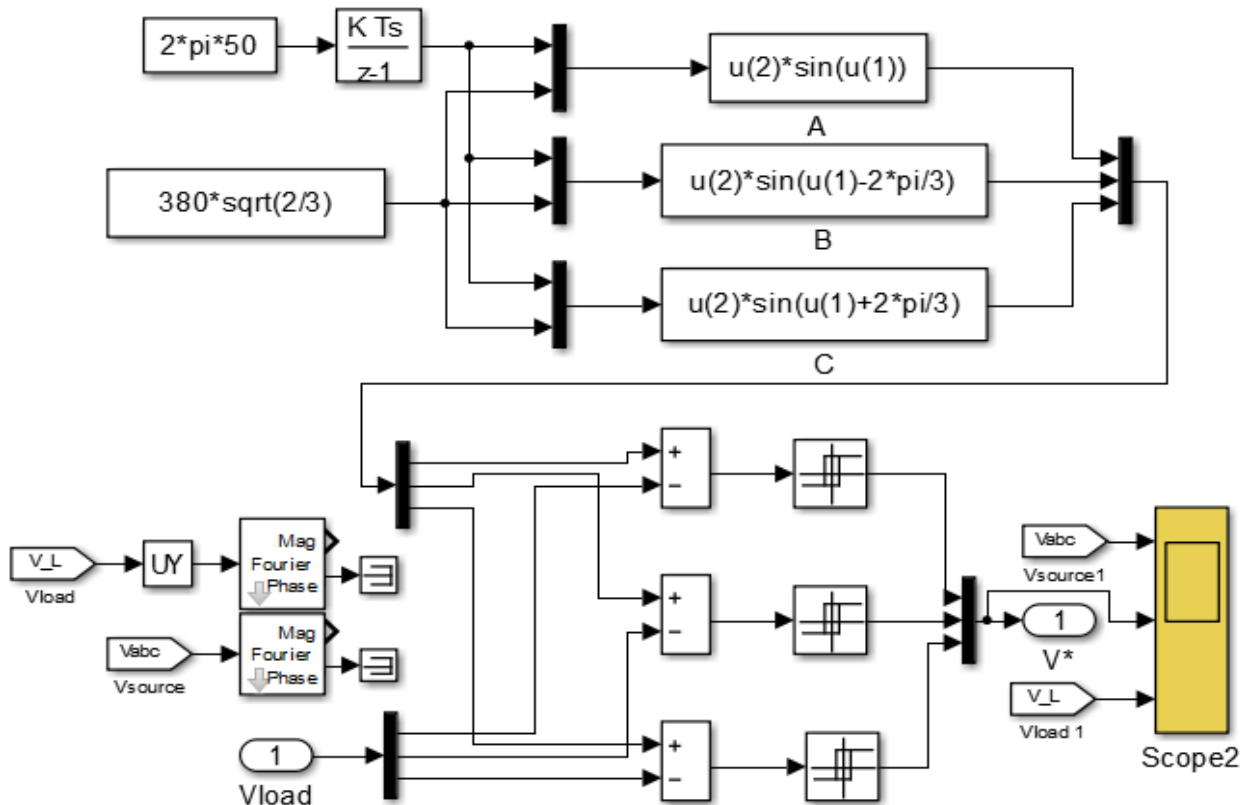 2*pi*50
K Ts
z-1
u(2)*sin(u(1))
A
380*sqrt(2/3)
u(2)*sin(u(1)-2*pi/3)
B
u(2)*sin(u(1)+2*pi/3)
C
+
−
V_L
Vload
UY
Mag
Fourier
Phase
Vabc
Vsource
Mag
Fourier
Phase
+
−
Vabc
Vsource1
1
V*
V_L
Vload 1
Scope2
1
Vload
+
−